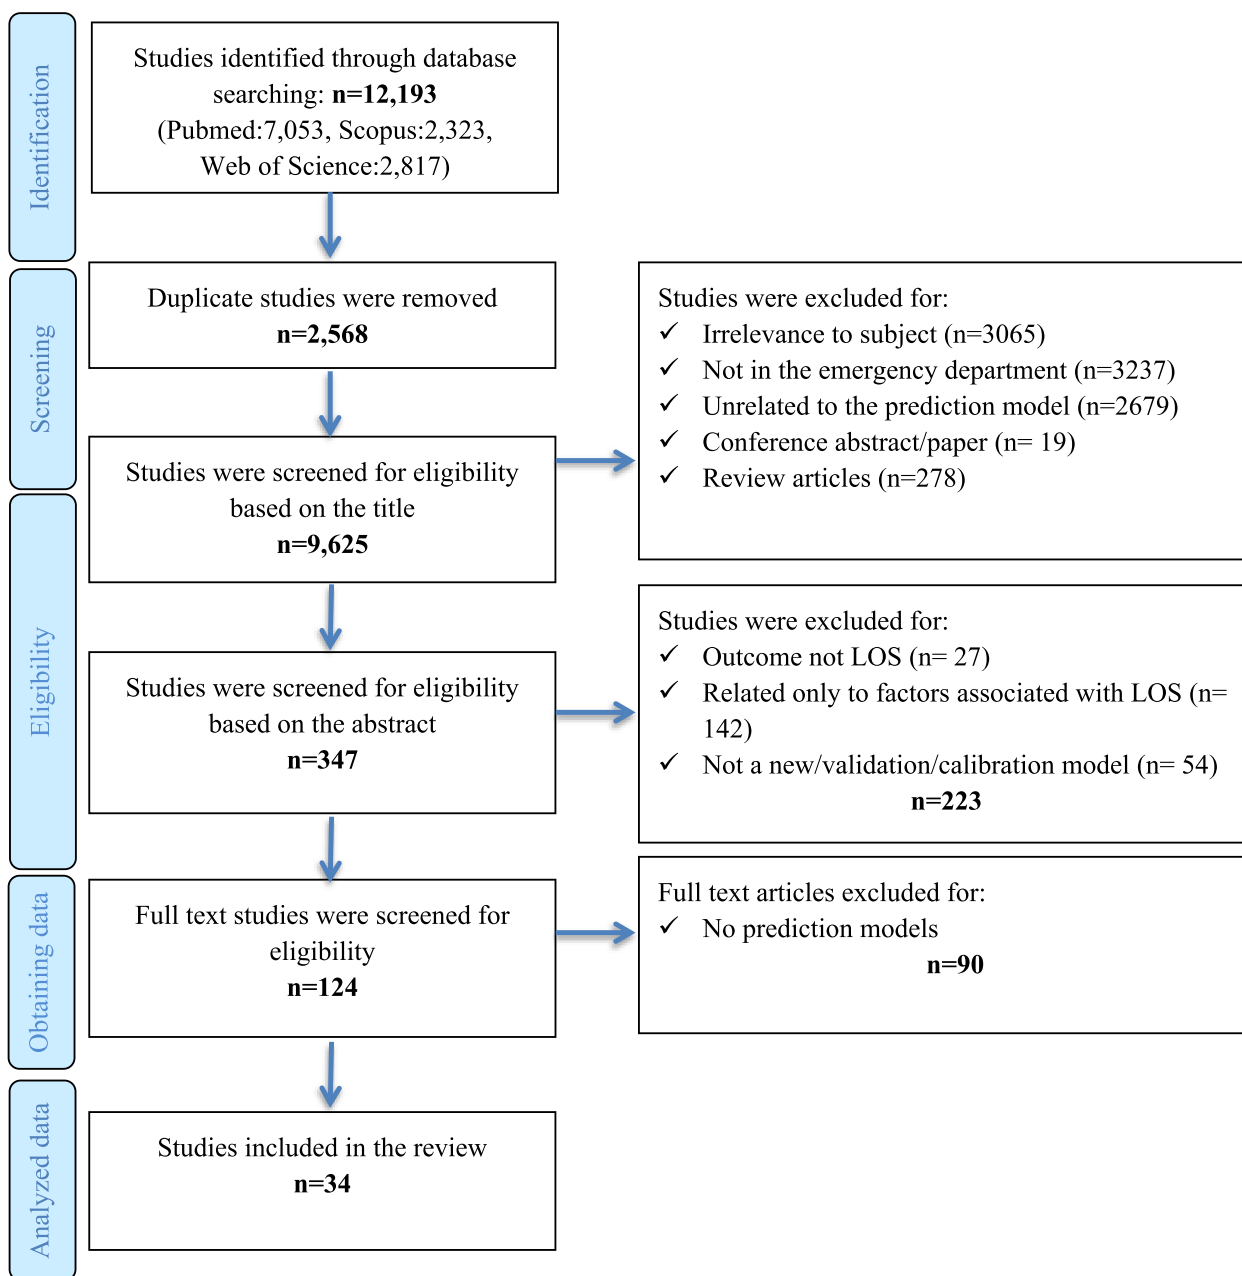 Identification
Studies identified through database
searching: n=12,193
(Pubmed:7,053, Scopus:2,323,
Web of Science:2,817)
Screening
Duplicate studies were removed
n=2,568
Studies were screened for eligibility
based on the title
n=9,625
Studies were excluded for:
✓ Irrelevance to subject (n=3065)
✓ Not in the emergency department (n=3237)
✓ Unrelated to the prediction model (n=2679)
✓ Conference abstract/paper (n= 19)
✓ Review articles (n=278)
Eligibility
Studies were screened for eligibility
based on the abstract
n=347
Studies were excluded for:
✓ Outcome not LOS (n= 27)
✓ Related only to factors associated with LOS (n=
142)
✓ Not a new/validation/calibration model (n= 54)
n=223
Obtaining data
Full text studies were screened for
eligibility
n=124
Full text articles excluded for:
✓ No prediction models
n=90
Analyzed data
Studies included in the review
n=34